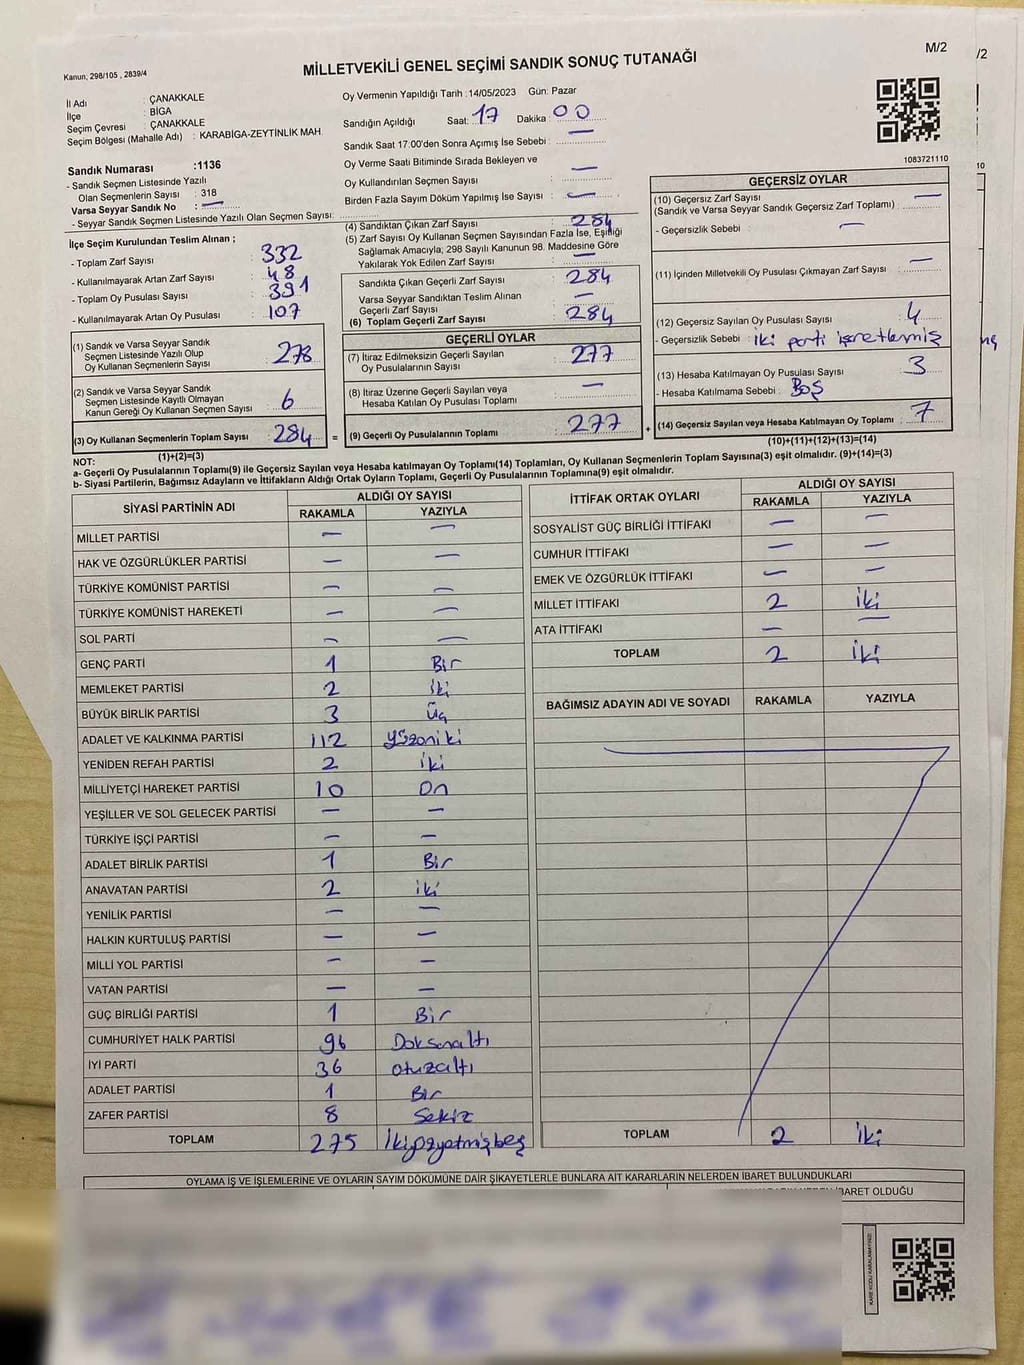 M/2
/2
Kanun, 298/105 , 2839/4
MİLLETVEKİLİ GENEL SEÇİMİ SANDIK SONUÇ TUTANAĞI
İl Adı : ÇANAKKALE
İlçe : BİGA
Seçim Çevresi : ÇANAKKALE
Seçim Bölgesi (Mahalle Adı) : KARABİGA-ZEYTİNLİK MAH.
Oy Vermenin Yapıldığı Tarih :14/05/2023 Gün: Pazar
Sandığın Açıldığı Saat: 17 Dakika : 00
Sandık Saat 17.00'den Sonra Açımış İse Sebebi : —
Oy Verme Saati Bitiminde Sırada Bekleyen ve
Oy Kullandırılan Seçmen Sayısı : —
Birden Fazla Sayım Döküm Yapılmış İse Sayısı : —
1083721110
10
Sandık Numarası :1136
- Sandık Seçmen Listesinde Yazılı
Olan Seçmenlerin Sayısı : 318
Varsa Seyyar Sandık No : —
- Seyyar Sandık Seçmen Listesinde Yazılı Olan Seçmen Sayısı:
İlçe Seçim Kurulundan Teslim Alınan ;
- Toplam Zarf Sayısı : 332
- Kullanılmayarak Artan Zarf Sayısı : 48
- Toplam Oy Pusulası Sayısı : 391
- Kullanılmayarak Artan Oy Pusulası : 107
(1) Sandık ve Varsa Seyyar Sandık
Seçmen Listesinde Yazılı Olup
Oy Kullanan Seçmenlerin Sayısı : 278
(2) Sandık ve Varsa Seyyar Sandık
Seçmen Listesinde Kayıtlı Olmayan
Kanun Gereği Oy Kullanan Seçmen Sayısı : 6
(3) Oy Kullanan Seçmenlerin Toplam Sayısı : 284 =
(1)+(2)=(3)
(4) Sandıktan Çıkan Zarf Sayısı : 284
(5) Zarf Sayısı Oy Kullanan Seçmen Sayısından Fazla İse, Eşitliği
Sağlamak Amacıyla; 298 Sayılı Kanunun 98. Maddesine Göre
Yakılarak Yok Edilen Zarf Sayısı : —
Sandıkta Çıkan Geçerli Zarf Sayısı : 284
Varsa Seyyar Sandıktan Teslim Alınan
Geçerli Zarf Sayısı : —
(6) Toplam Geçerli Zarf Sayısı : 284
GEÇERLİ OYLAR
(7) İtiraz Edilmeksizin Geçerli Sayılan
Oy Pusulalarının Sayısı : 277
(8) İtiraz Üzerine Geçerli Sayılan veya
Hesaba Katılan Oy Pusulası Toplamı : —
(9) Geçerli Oy Pusulalarının Toplamı : 277 +
GEÇERSİZ OYLAR
(10) Geçersiz Zarf Sayısı
(Sandık ve Varsa Seyyar Sandık Geçersiz Zarf Toplamı) : —
- Geçersizlik Sebebi : —
(11) İçinden Milletvekili Oy Pusulası Çıkmayan Zarf Sayısı : —
(12) Geçersiz Sayılan Oy Pusulası Sayısı : 4
- Geçersizlik Sebebi : iki parti işretlemiş
(13) Hesaba Katılmayan Oy Pusulası Sayısı : 3
- Hesaba Katılmama Sebebi : Boş
(14) Geçersiz Sayılan veya Hesaba Katılmayan Oy Toplamı : 7
(10)+(11)+(12)+(13)=(14)
NOT:
a- Geçerli Oy Pusulalarının Toplamı(9) ile Geçersiz Sayılan veya Hesaba katılmayan Oy Toplamı(14) Toplamları, Oy Kullanan Seçmenlerin Toplam Sayısına(3) eşit olmalıdır. (9)+(14)=(3)
b- Siyasi Partilerin, Bağımsız Adayların ve İttifakların Aldığı Ortak Oyların Toplamı, Geçerli Oy Pusulalarının Toplamına(9) eşit olmalıdır.
SİYASİ PARTİNİN ADI ALDIĞI OY SAYISI
RAKAMLA YAZIYLA
MİLLET PARTİSİ — —
HAK VE ÖZGÜRLÜKLER PARTİSİ — —
TÜRKİYE KOMÜNİST PARTİSİ — —
TÜRKİYE KOMÜNİST HAREKETİ — —
SOL PARTİ — —
GENÇ PARTİ 1 Bir
MEMLEKET PARTİSİ 2 iki
BÜYÜK BİRLİK PARTİSİ 3 Üç
ADALET VE KALKINMA PARTİSİ 112 yüzoniki
YENİDEN REFAH PARTİSİ 2 iki
MİLLİYETÇİ HAREKET PARTİSİ 10 On
YEŞİLLER VE SOL GELECEK PARTİSİ — —
TÜRKİYE İŞÇİ PARTİSİ — —
ADALET BİRLİK PARTİSİ 1 Bir
ANAVATAN PARTİSİ 2 iki
YENİLİK PARTİSİ — —
HALKIN KURTULUŞ PARTİSİ — —
MİLLİ YOL PARTİSİ — —
VATAN PARTİSİ — —
GÜÇ BİRLİĞİ PARTİSİ 1 Bir
CUMHURİYET HALK PARTİSİ 96 Doksanaltı
İYİ PARTİ 36 otuzaltı
ADALET PARTİSİ 1 Bir
ZAFER PARTİSİ 8 Sekiz
TOPLAM 275 ikiyüzyetmişbeş
İTTİFAK ORTAK OYLARI ALDIĞI OY SAYISI
RAKAMLA YAZIYLA
SOSYALİST GÜÇ BİRLİĞİ İTTİFAKI — —
CUMHUR İTTİFAKI — —
EMEK VE ÖZGÜRLÜK İTTİFAKI — —
MİLLET İTTİFAKI 2 iki
ATA İTTİFAKI — —
TOPLAM 2 iki
BAĞIMSIZ ADAYIN ADI VE SOYADI RAKAMLA YAZIYLA
TOPLAM 2 iki
OYLAMA İŞ VE İŞLEMLERİNE VE OYLARIN SAYIM DÖKÜMÜNE DAİR ŞİKAYETLERLE BUNLARA AİT KARARLARIN NELERDEN İBARET BULUNDUKLARI
İBARET OLDUĞU
KARE KODU KARALAMAYINIZ!